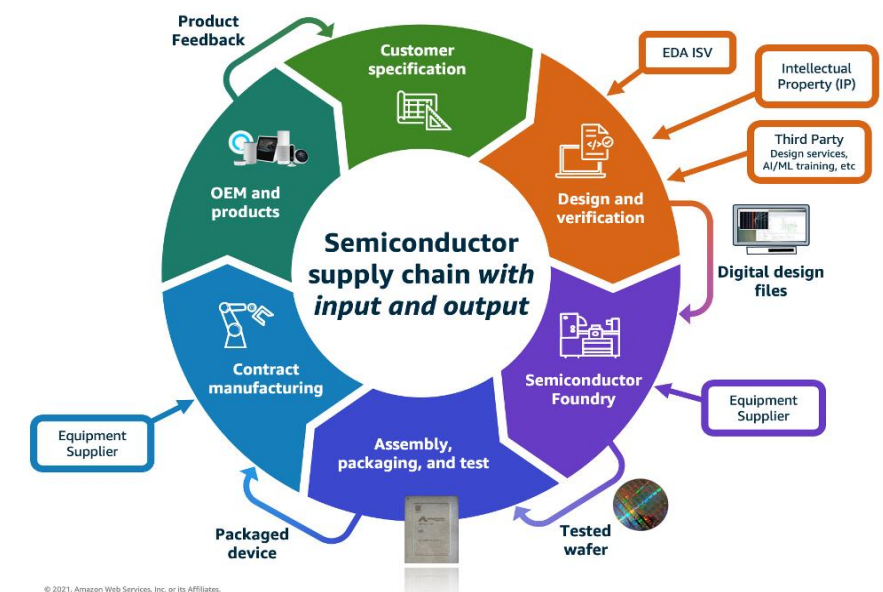 Product
Feedback
Customer
specification
EDA ISV
Intellectual
Property (IP)
Third Party
Design services,
AI/ML training, etc
OEM and
products
Design and
verification
Semiconductor
supply chain with
input and output
Digital design
files
Contract
manufacturing
Semiconductor
Foundry
Equipment
Supplier
Equipment
Supplier
Assembly,
packaging, and test
Packaged
device
Tested
wafer
© 2021, Amazon Web Services, Inc. or its Affiliates.